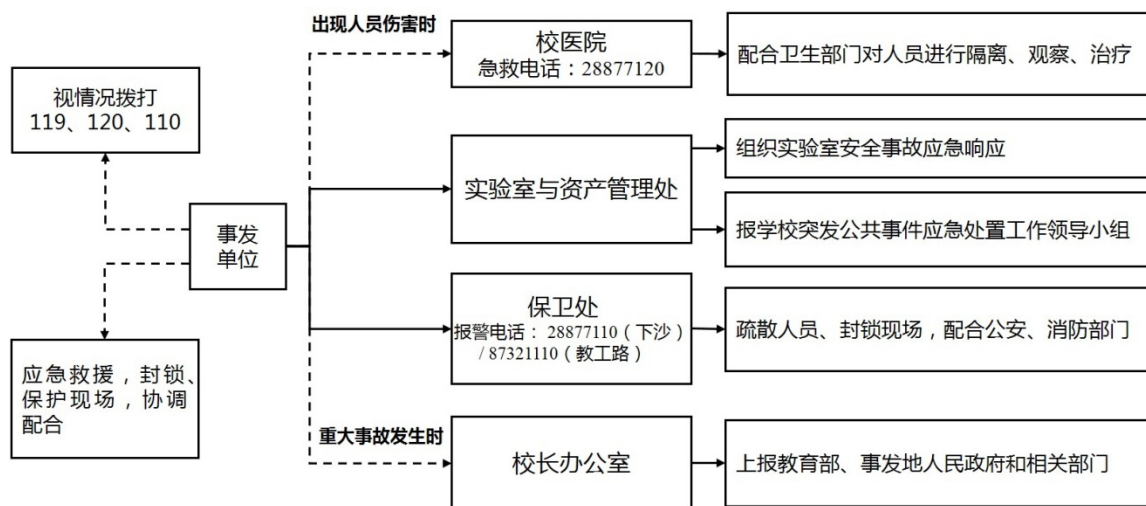 出现人员伤害时
校医院
急救电话：28877120
配合卫生部门对人员进行隔离、观察、治疗
视情况拨打
119、120、110
实验室与资产管理处
组织实验室安全事故应急响应
报学校突发公共事件应急处置工作领导小组
事发
单位
保卫处
报警电话：28877110（下沙）
/ 87321110（教工路）
疏散人员、封锁现场，配合公安、消防部门
应急救援，封锁、
保护现场，协调
配合
重大事故发生时
校长办公室
上报教育部、事发地人民政府和相关部门